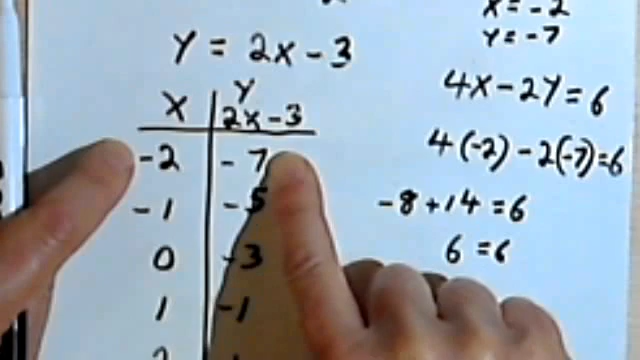 Y = 2X - 3
X Y
2X - 3
-2 -7
-1 -5
0 -3
1 -1
X = -2
Y = -7
4X - 2Y = 6
4(-2) - 2(-7) = 6
-8 + 14 = 6
6 = 6